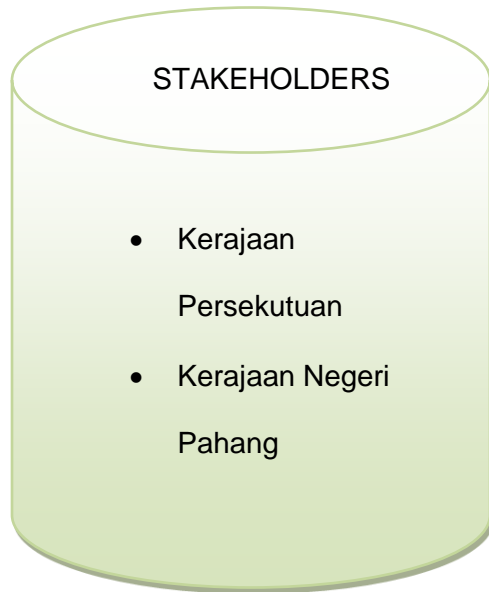 STAKEHOLDERS
• Kerajaan
Persekutuan
• Kerajaan Negeri
Pahang